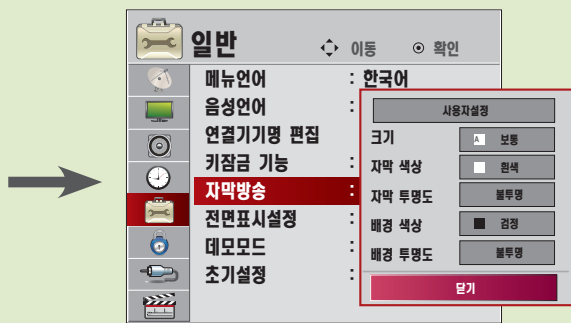 일반 이동 확인
메뉴언어 : 한국어
음성언어 :
연결기기명 편집
키잠금 기능 :
자막방송 :
전면표시설정 :
데모모드 :
초기설정 :
사용자설정
크기 A 보통
자막 색상 흰색
자막 투명도 불투명
배경 색상 검정
배경 투명도 불투명
닫기